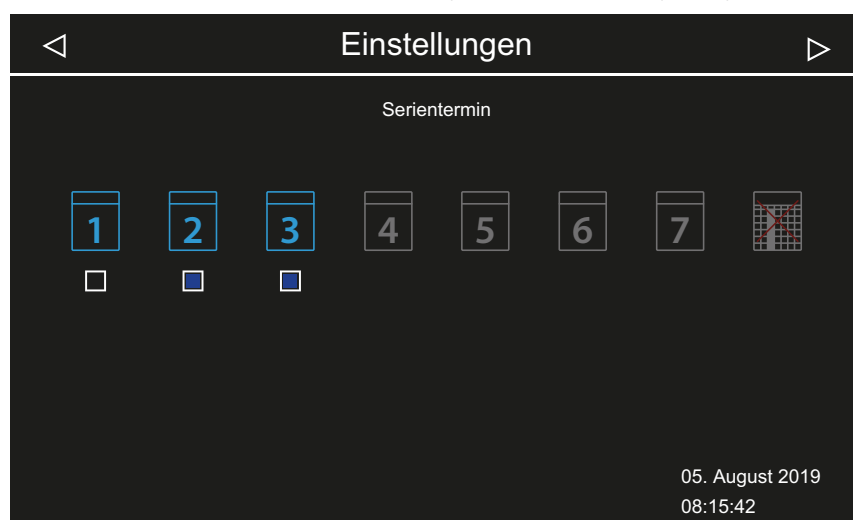 Einstellungen
Serientermin
1 2 3 4 5 6 7
05. August 2019
08:15:42